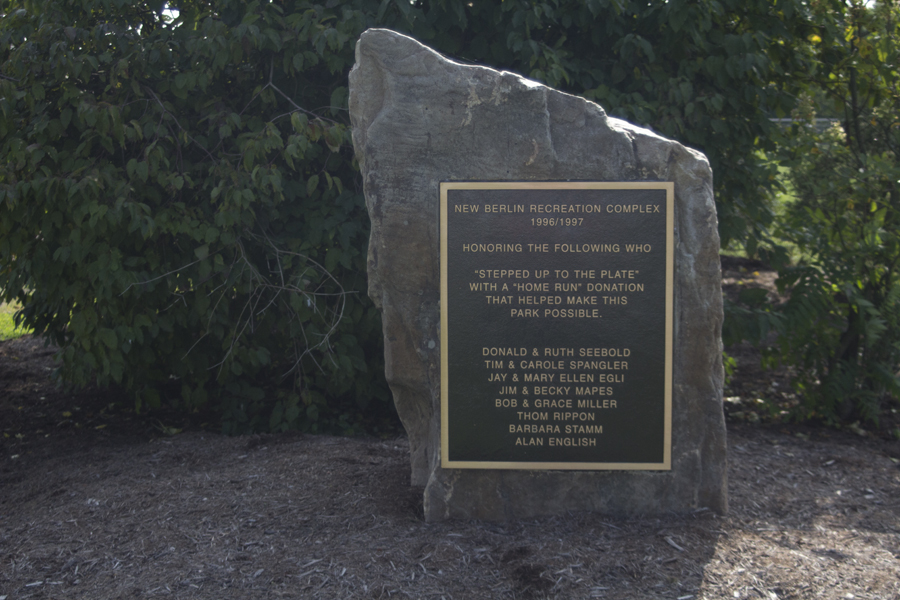 NEW BERLIN RECREATION COMPLEX
1996/1997
HONORING THE FOLLOWING WHO
"STEPPED UP TO THE PLATE"
WITH A "HOME RUN" DONATION
THAT HELPED MAKE THIS
PARK POSSIBLE.
DONALD & RUTH SEEBOLD
TIM & CAROLE SPANGLER
JAY & MARY ELLEN EGLI
JIM & BECKY MAPES
BOB & GRACE MILLER
THOM RIPPON
BARBARA STAMM
ALAN ENGLISH